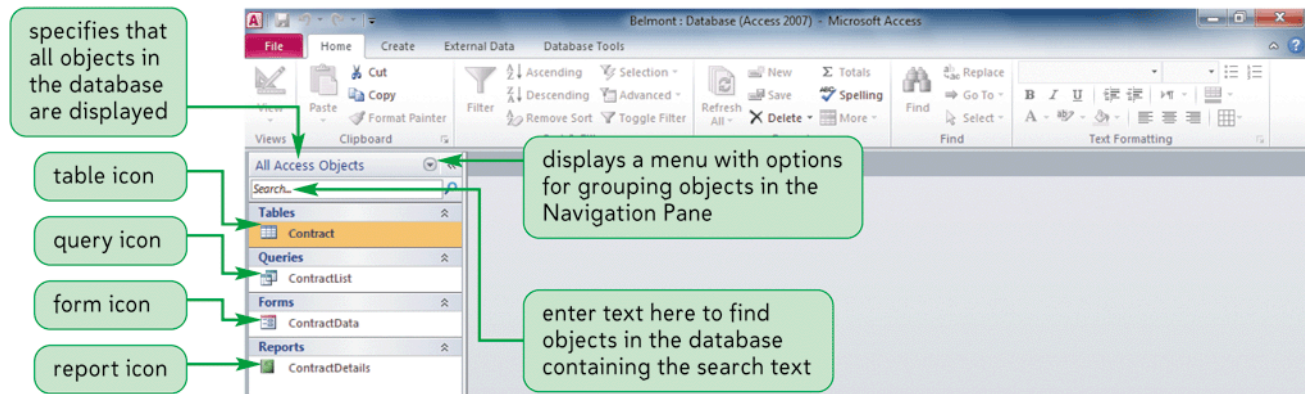 specifies that
all objects in
the database
are displayed
table icon
query icon
form icon
report icon
Belmont : Database (Access 2007) - Microsoft Access
File Home Create External Data Database Tools
View
Views
Paste
Cut
Copy
Format Painter
Clipboard
Filter
Ascending
Descending
Remove Sort
Selection
Advanced
Toggle Filter
Refresh
All
New
Save
Delete
Totals
Spelling
More
Find
Replace
Go To
Select
Find
B I U
A
Text Formatting
All Access Objects
Search...
Tables
Contract
Queries
ContractList
Forms
ContractData
Reports
ContractDetails
displays a menu with options
for grouping objects in the
Navigation Pane
enter text here to find
objects in the database
containing the search text